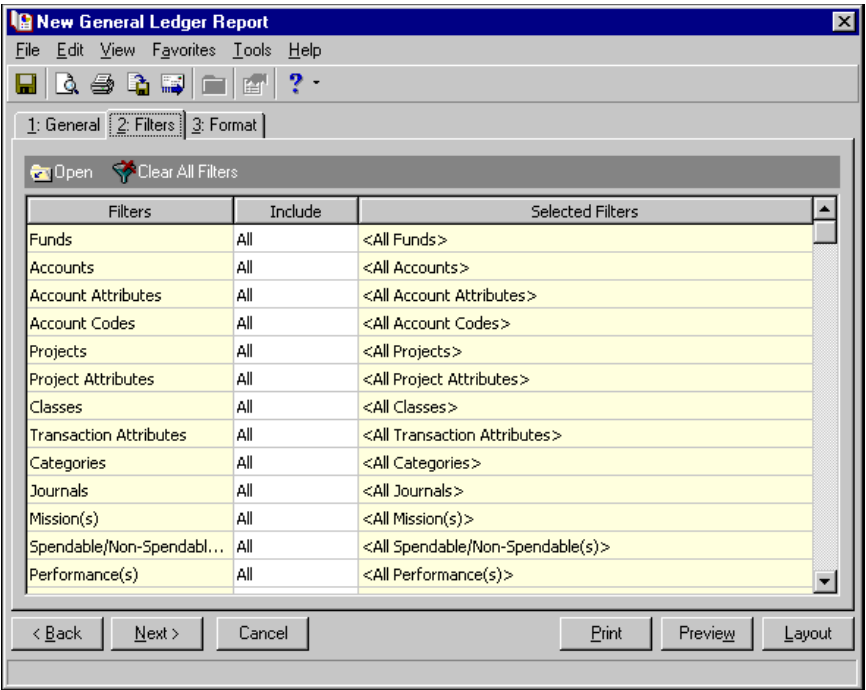 New General Ledger Report
File Edit View Favorites Tools Help
1: General 2: Filters 3: Format
Open Clear All Filters
Filters Include Selected Filters
Funds All <All Funds>
Accounts All <All Accounts>
Account Attributes All <All Account Attributes>
Account Codes All <All Account Codes>
Projects All <All Projects>
Project Attributes All <All Project Attributes>
Classes All <All Classes>
Transaction Attributes All <All Transaction Attributes>
Categories All <All Categories>
Journals All <All Journals>
Mission(s) All <All Mission(s)>
Spendable/Non-Spendabl... All <All Spendable/Non-Spendable(s)>
Performance(s) All <All Performance(s)>
< Back Next > Cancel Print Preview Layout